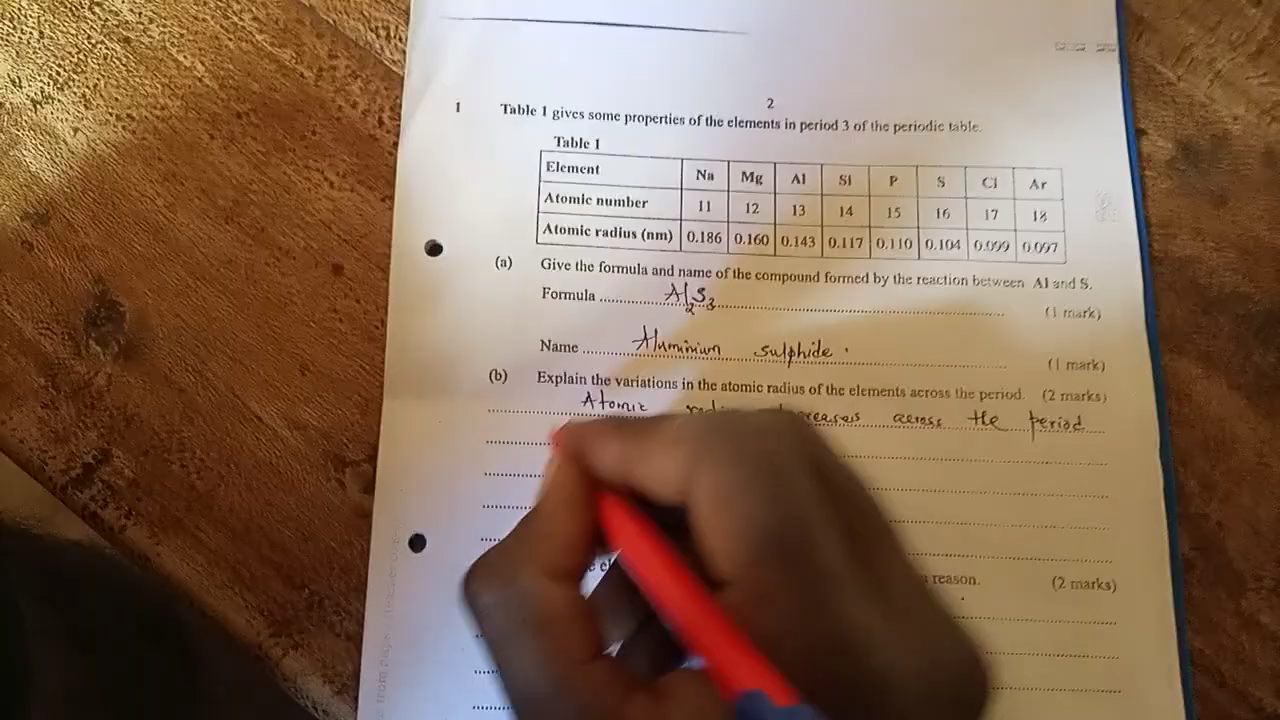 2
1 Table 1 gives some properties of the elements in period 3 of the periodic table.
Table 1
Element Na Mg Al Si P S Cl Ar
Atomic number 11 12 13 14 15 16 17 18
Atomic radius (nm) 0.186 0.160 0.143 0.117 0.110 0.104 0.099 0.097
(a) Give the formula and name of the compound formed by the reaction between Al and S.
Formula Al2S3
(1 mark)
Name Aluminium sulphide.
(1 mark)
(b) Explain the variations in the atomic radius of the elements across the period. (2 marks)
Atomic across the period
reason. (2 marks)